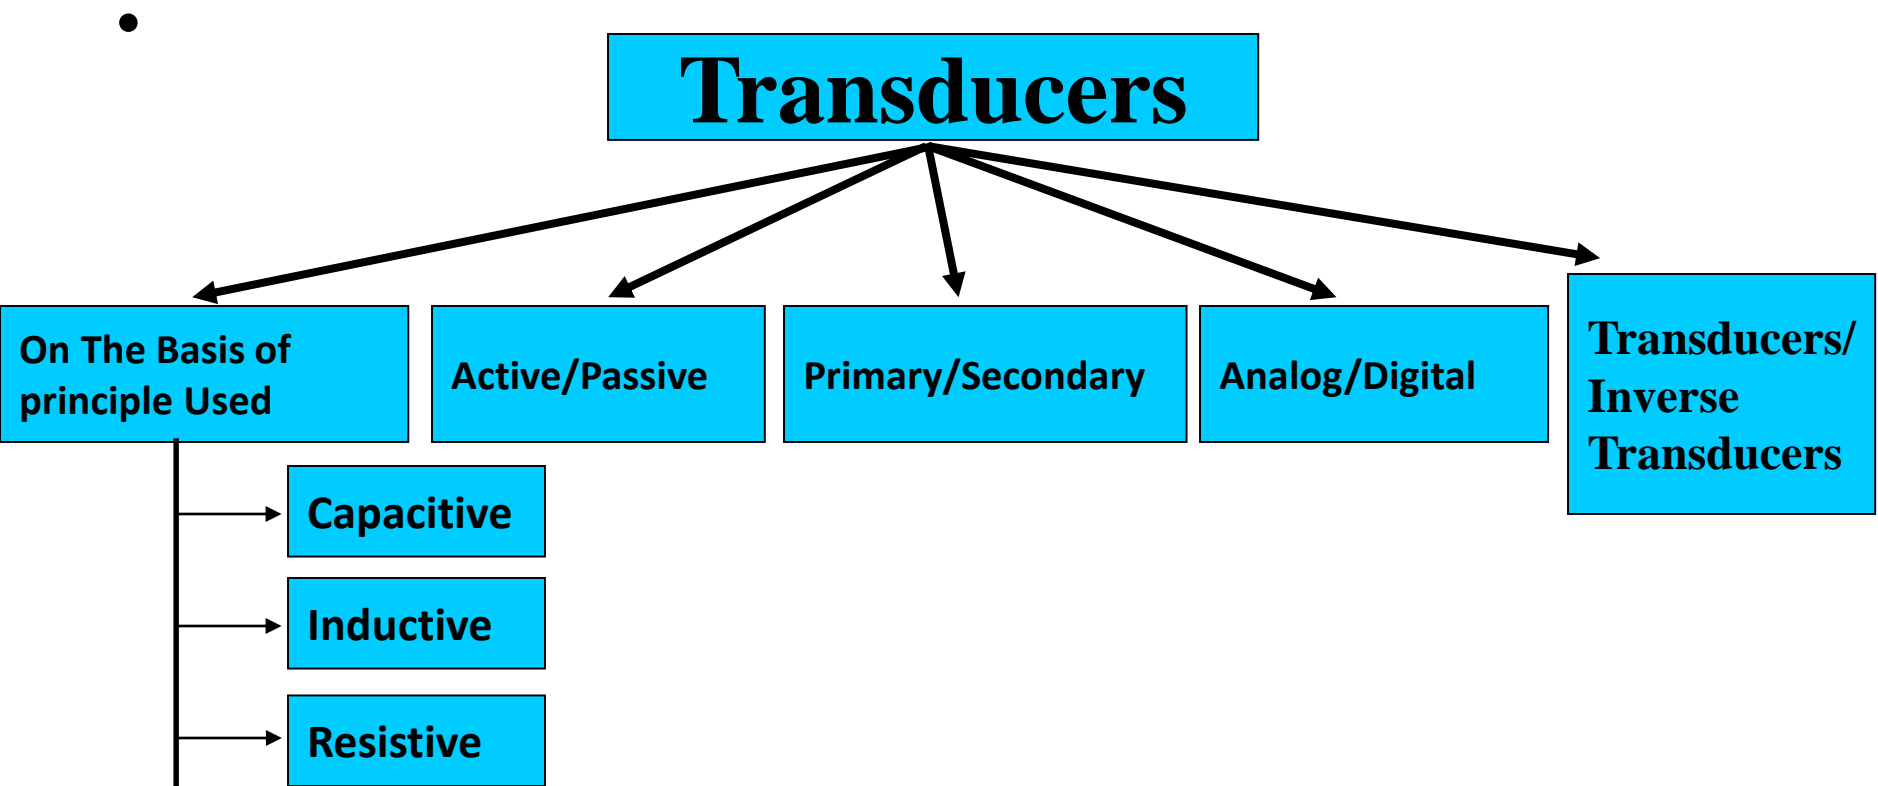 •
Transducers
On The Basis of
principle Used
Active/Passive
Primary/Secondary
Analog/Digital
Transducers/
Inverse
Transducers
Capacitive
Inductive
Resistive